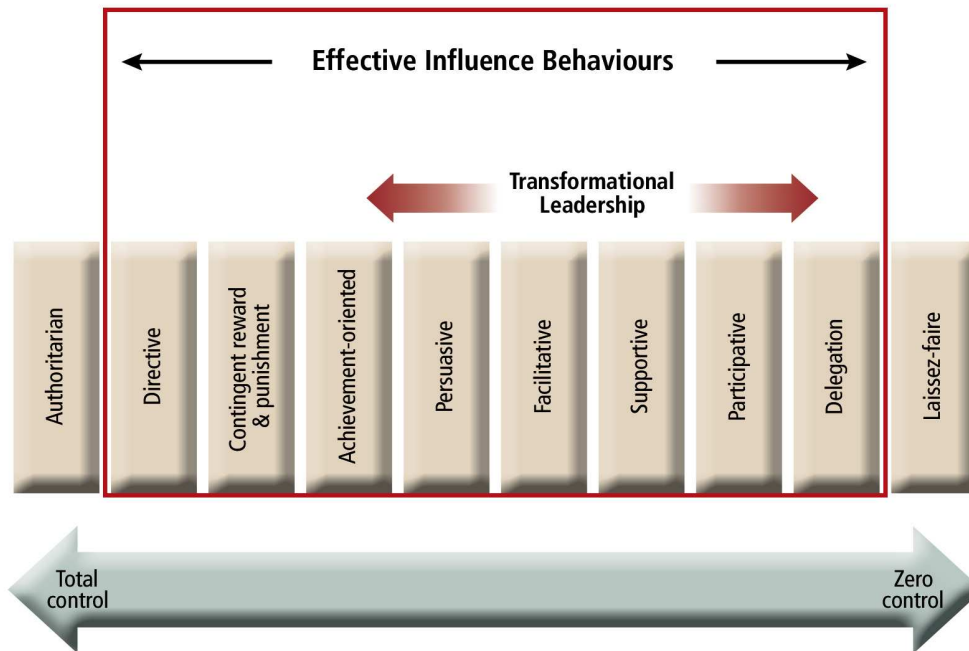 Effective Influence Behaviours
Transformational
Leadership
Authoritarian
Directive
Contingent reward
& punishment
Achievement-oriented
Persuasive
Facilitative
Supportive
Participative
Delegation
Laissez-faire
Total
control
Zero
control